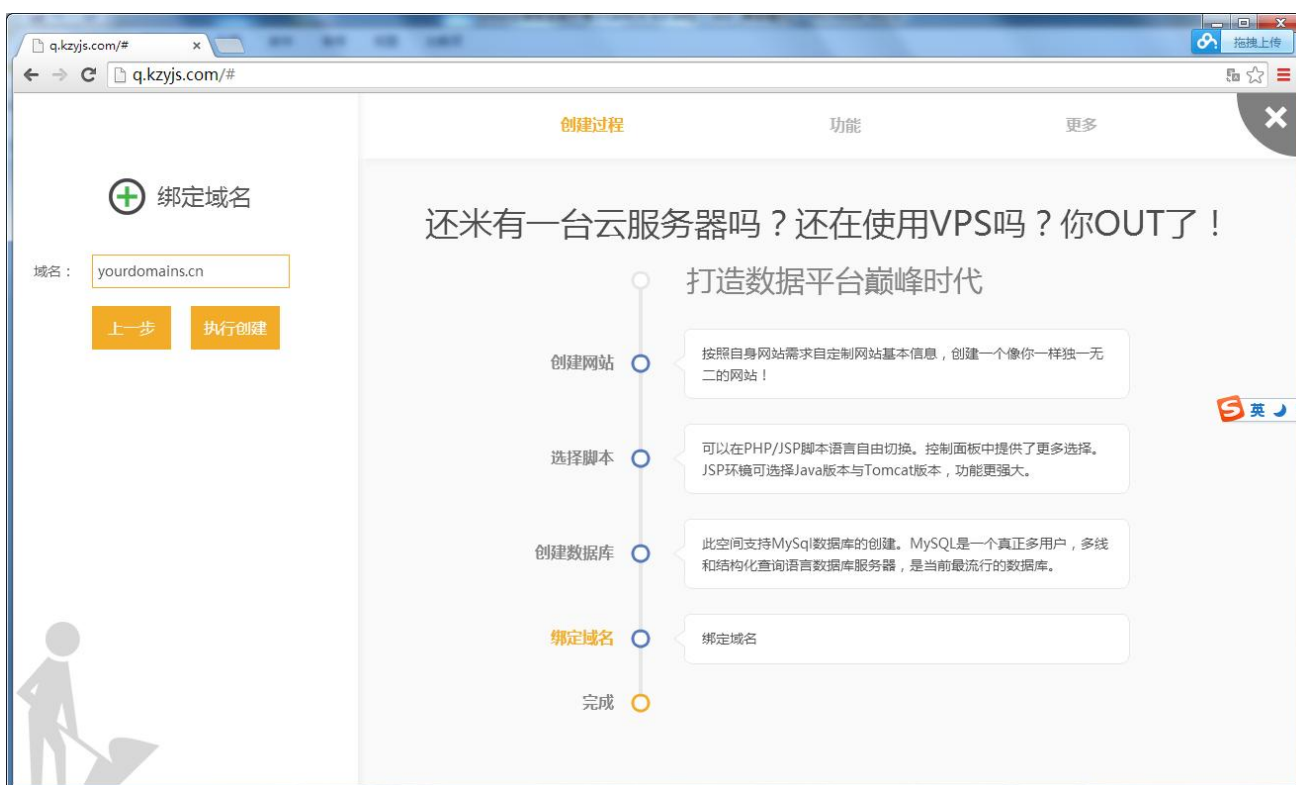 q.kzyjs.com/#
拖拽上传
q.kzyjs.com/#
创建过程
功能
更多
绑定域名
域名：
yourdomains.cn
上一步
执行创建
还米有一台云服务器吗？还在使用VPS吗？你OUT了！
打造数据平台巅峰时代
创建网站
按照自身网站需求自定制网站基本信息，创建一个像你一样独一无
二的网站！
选择脚本
可以在PHP/JSP脚本语言自由切换。控制面板中提供了更多选择。
JSP环镜可选择Java版本与Tomcat版本，功能更强大。
创建数据库
此空间支持MySql数据库的创建。MySQL是一个真正多用户，多线
和结构化查询语言数据库服务器，是当前最流行的数据库。
绑定域名
绑定域名
完成
英